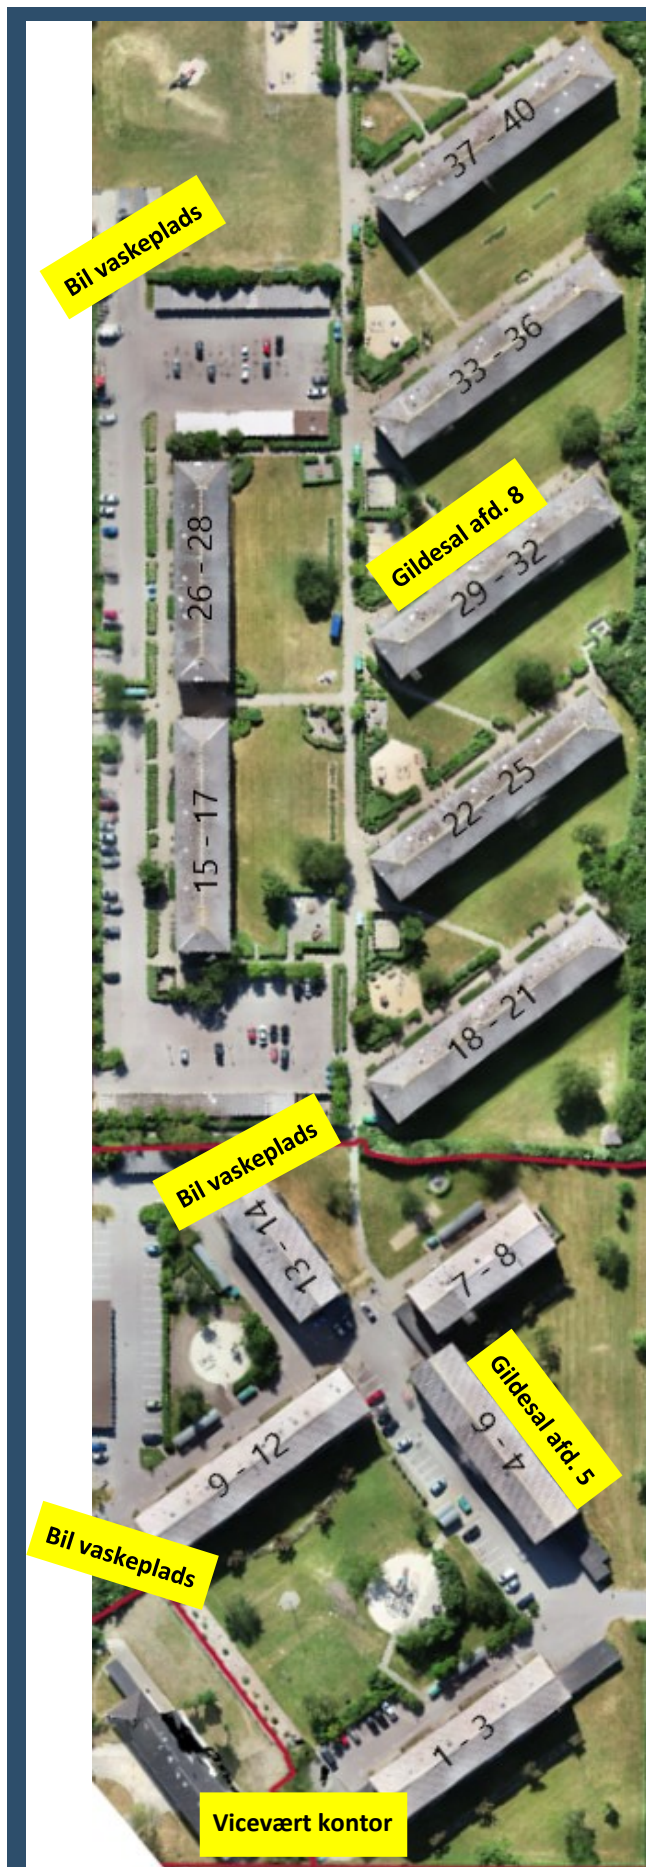 37 - 40
Bil vaskeplads
33 - 36
Gildesal afd. 8
29 - 32
26 - 28
22 - 25
15 - 17
18 - 21
Bil vaskeplads
13 - 14
7 - 8
Gildesal afd. 5
4 - 6
9 - 12
Bil vaskeplads
1 - 3
Vicevært kontor